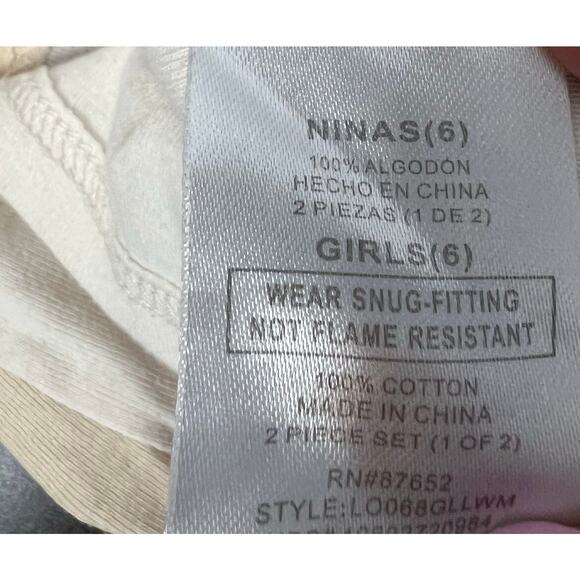 NINAS(6)
100% ALGODÓN
HECHO EN CHINA
2 PIEZAS (1 DE 2)
GIRLS(6)
WEAR SNUG-FITTING
NOT FLAME RESISTANT
100% COTTON
MADE IN CHINA
2 PIECE SET (1 OF 2)
RN#87652
STYLE:LO068GLLWM